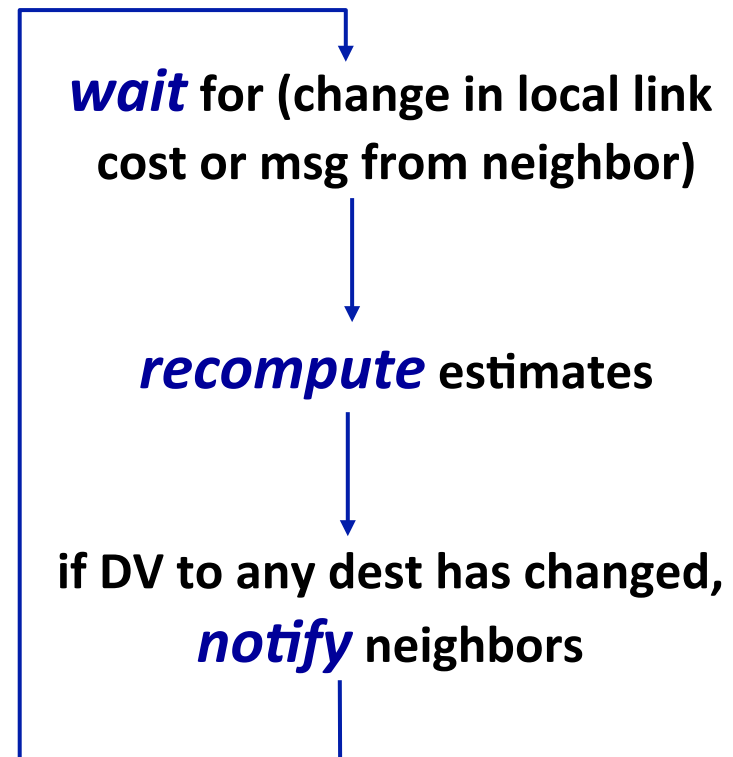 wait for (change in local link
cost or msg from neighbor)
recompute estimates
if DV to any dest has changed,
notify neighbors